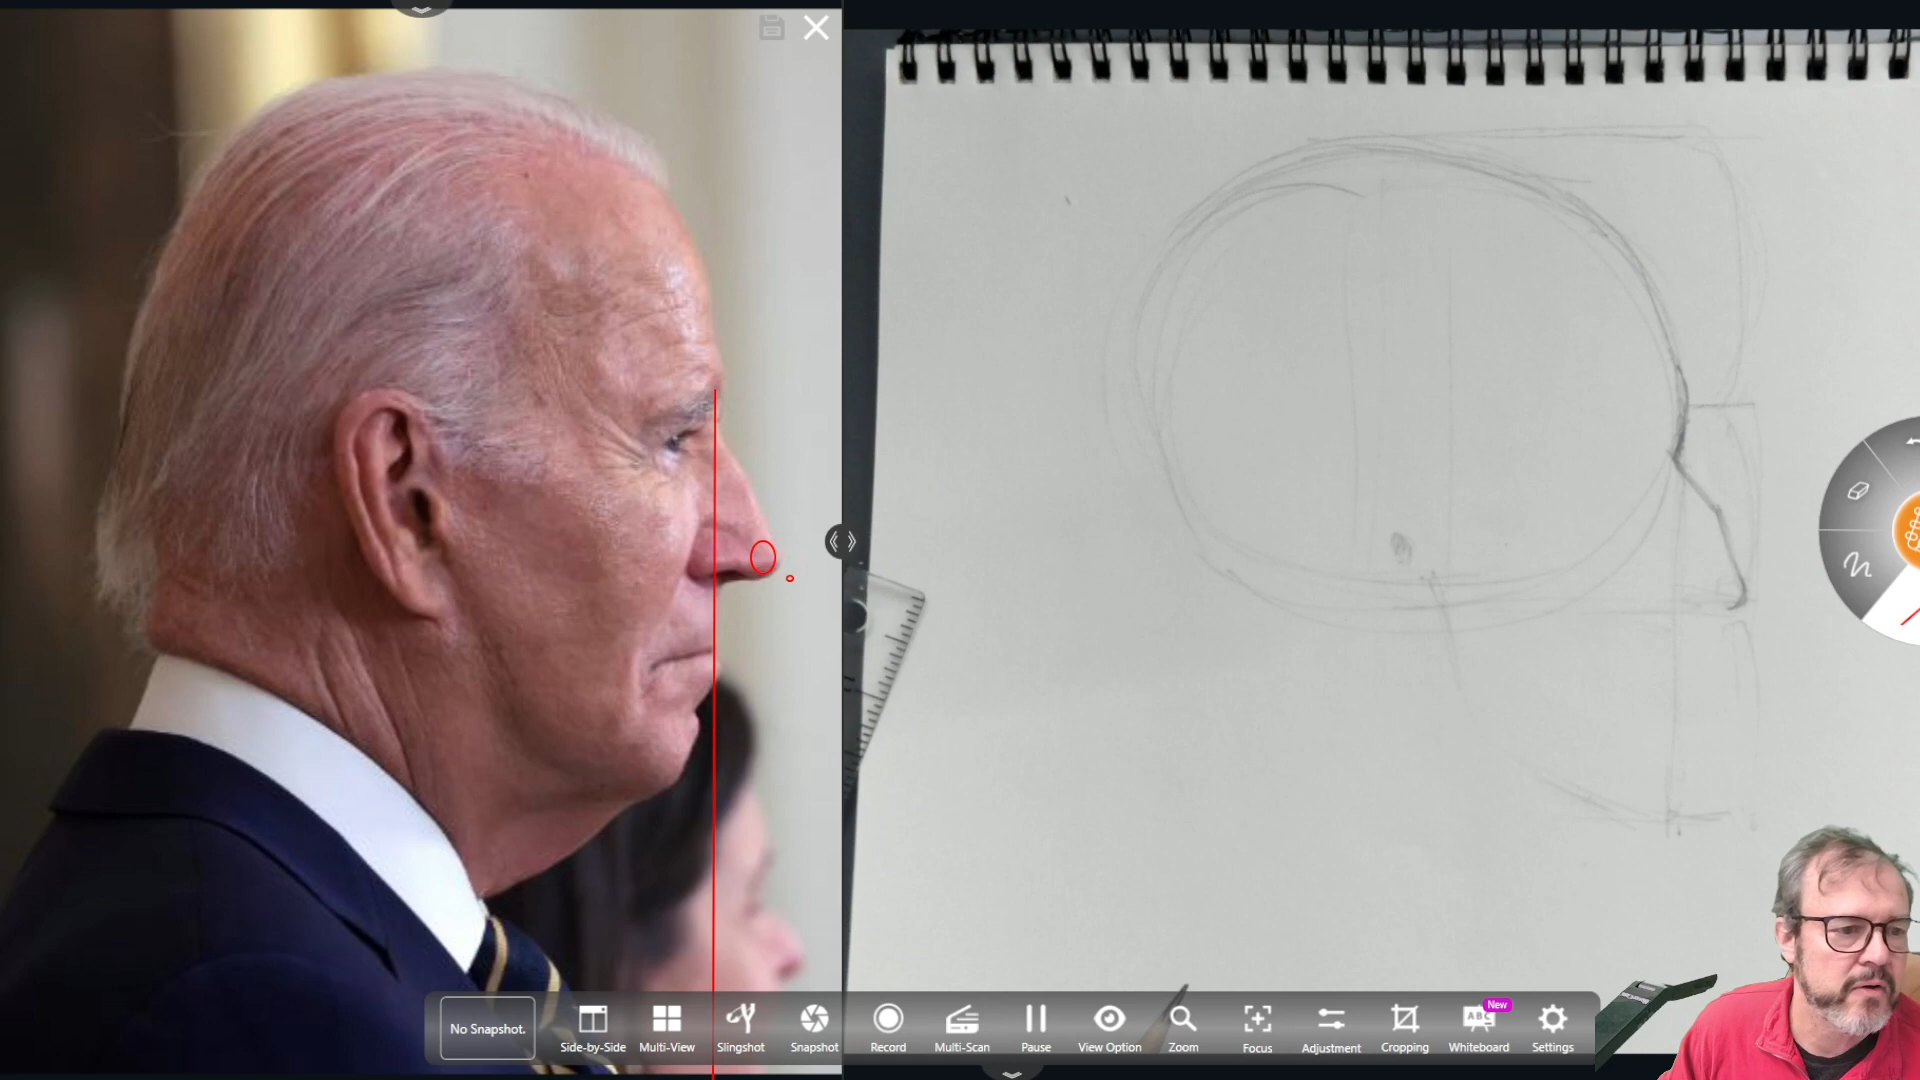 New
No Snapshot.
ABC
Side-by-Side
Multi-View
Slingshot
Snapshot
Record
Multi-Scan
Pause
View Option
Zoom
Focus
Adjustment
Cropping
Whiteboard
Settings